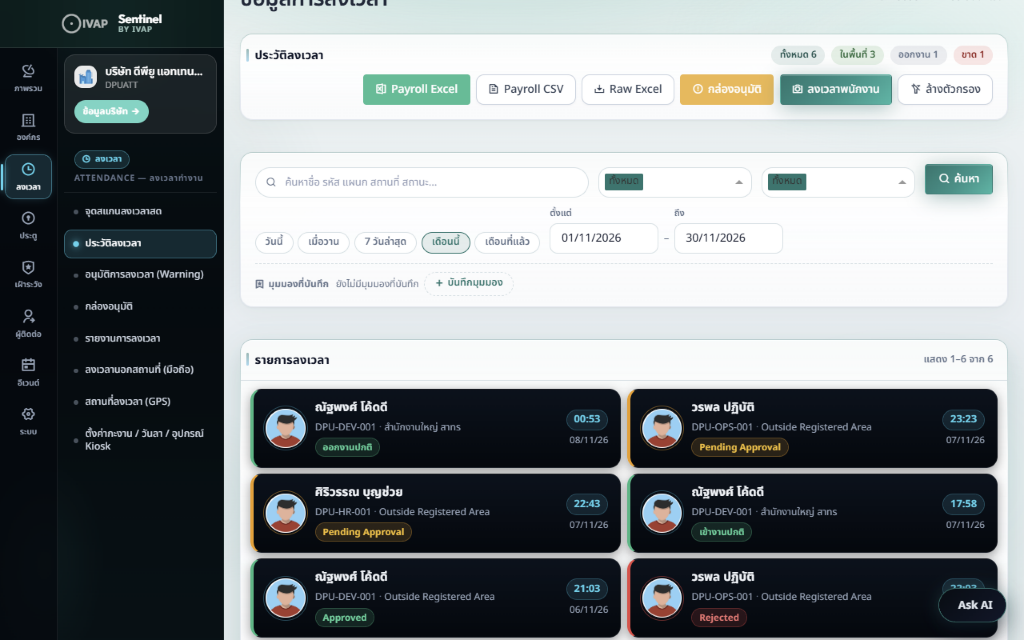 IVAP
Sentinel
BY IVAP
ภาพรวม
องค์กร
ลงเวลา
ประตู
เฝ้าระวัง
ผู้ติดต่อ
อีเวนต์
ระบบ
บริษัท ดีพียู แอทเทน...
DPUATT
ข้อมูลบริษัท →
ลงเวลา
ATTENDANCE — ลงเวลาทำงาน
จุดสแกนลงเวลาสด
ประวัติลงเวลา
อนุมัติการลงเวลา (Warning)
กล่องอนุมัติ
รายงานการลงเวลา
ลงเวลานอกสถานที่ (มือถือ)
สถานที่ลงเวลา (GPS)
ตั้งค่ากะงาน / วันลา / อุปกรณ์
Kiosk
ข้อมูลการลงเวลา
ประวัติลงเวลา
ทั้งหมด 6
ในพื้นที่ 3
ออกงาน 1
ขาด 1
Payroll Excel
Payroll CSV
Raw Excel
กล่องอนุมัติ
ลงเวลาพนักงาน
ล้างตัวกรอง
ค้นหาชื่อ รหัส แผนก สถานที่ สถานะ...
ทั้งหมด
ทั้งหมด
ค้นหา
วันนี้
เมื่อวาน
7 วันล่าสุด
เดือนนี้
เดือนที่แล้ว
ตั้งแต่
01/11/2026
–
ถึง
30/11/2026
มุมมองที่บันทึก
ยังไม่มีมุมมองที่บันทึก
+ บันทึกมุมมอง
รายการลงเวลา
แสดง 1–6 จาก 6
ณัฐพงศ์ โค้ดดี
DPU-DEV-001 · สำนักงานใหญ่ สาทร
ออกงานปกติ
00:53
08/11/26
วรพล ปฏิบัติ
DPU-OPS-001 · Outside Registered Area
Pending Approval
23:23
07/11/26
ศิริวรรณ บุญช่วย
DPU-HR-001 · Outside Registered Area
Pending Approval
22:43
07/11/26
ณัฐพงศ์ โค้ดดี
DPU-DEV-001 · สำนักงานใหญ่ สาทร
เข้างานปกติ
17:58
07/11/26
ณัฐพงศ์ โค้ดดี
DPU-DEV-001 · Outside Registered Area
Approved
21:03
06/11/26
วรพล ปฏิบัติ
DPU-OPS-001 · Outside Registered Area
Rejected
Ask AI